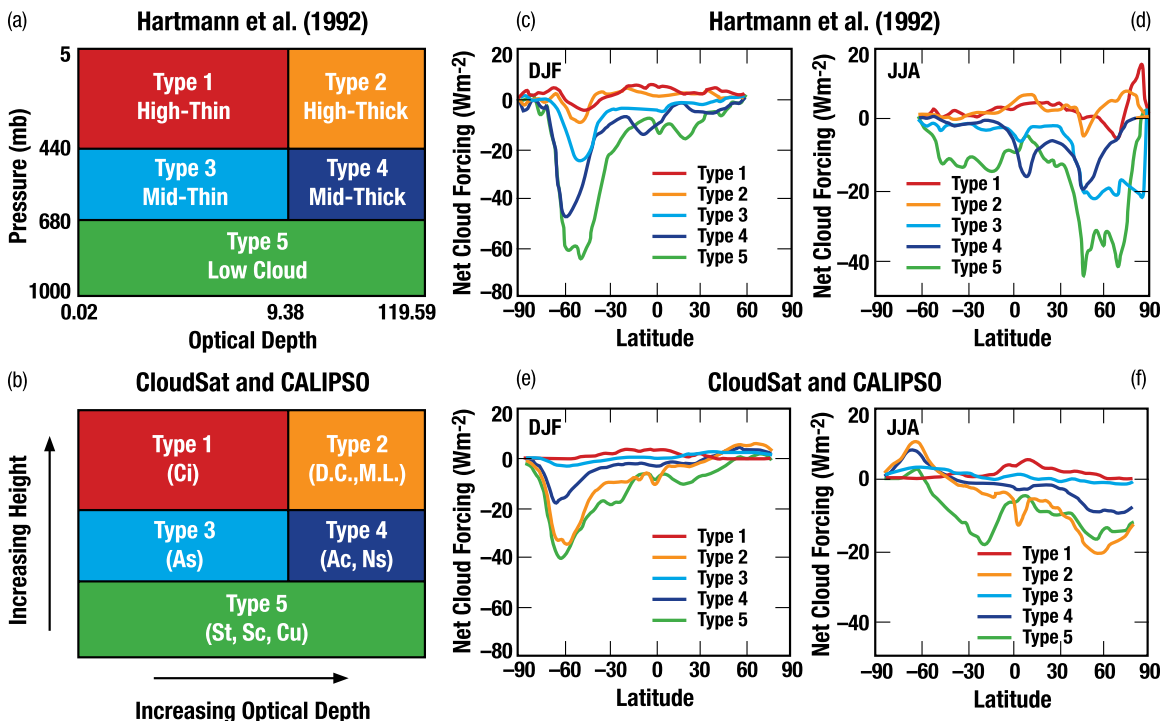 (a)
Hartmann et al. (1992)
5
440
680
1000
Pressure (mb)
Type 1
High-Thin
Type 2
High-Thick
Type 3
Mid-Thin
Type 4
Mid-Thick
Type 5
Low Cloud
0.02
9.38
119.59
Optical Depth
(c)
Hartmann et al. (1992)
(d)
DJF
Net Cloud Forcing (Wm-2)
20
0
−20
−40
−60
−80
Type 1
Type 2
Type 3
Type 4
Type 5
−90
−60
−30
0
30
60
90
Latitude
JJA
Net Cloud Forcing (Wm-2)
20
0
−20
−40
Type 1
Type 2
Type 3
Type 4
Type 5
−90
−60
−30
0
30
60
90
Latitude
(b)
CloudSat and CALIPSO
Increasing Height
Type 1
(Ci)
Type 2
(D.C.,M.L.)
Type 3
(As)
Type 4
(Ac, Ns)
Type 5
(St, Sc, Cu)
Increasing Optical Depth
(e)
CloudSat and CALIPSO
(f)
DJF
Net Cloud Forcing (Wm-2)
20
0
−20
−40
−60
−80
Type 1
Type 2
Type 3
Type 4
Type 5
−90
−60
−30
0
30
60
90
Latitude
JJA
Net Cloud Forcing (Wm-2)
20
0
−20
−40
Type 1
Type 2
Type 3
Type 4
Type 5
−90
−60
−30
0
30
60
90
Latitude